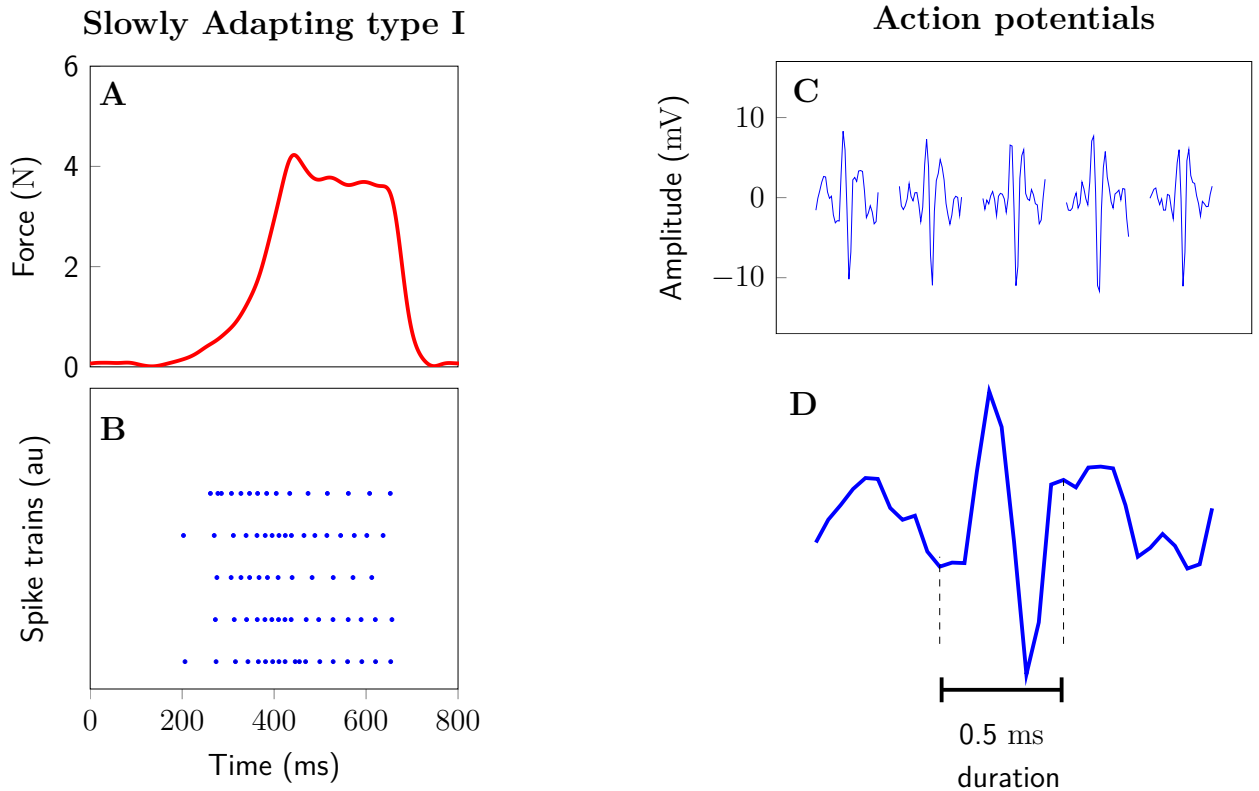 Slowly Adapting type I
A
Force (N)
6
4
2
0
B
Spike trains (au)
0 200 400 600 800
Time (ms)
Action potentials
C
Amplitude (mV)
10
0
−10
D
0.5 ms
duration